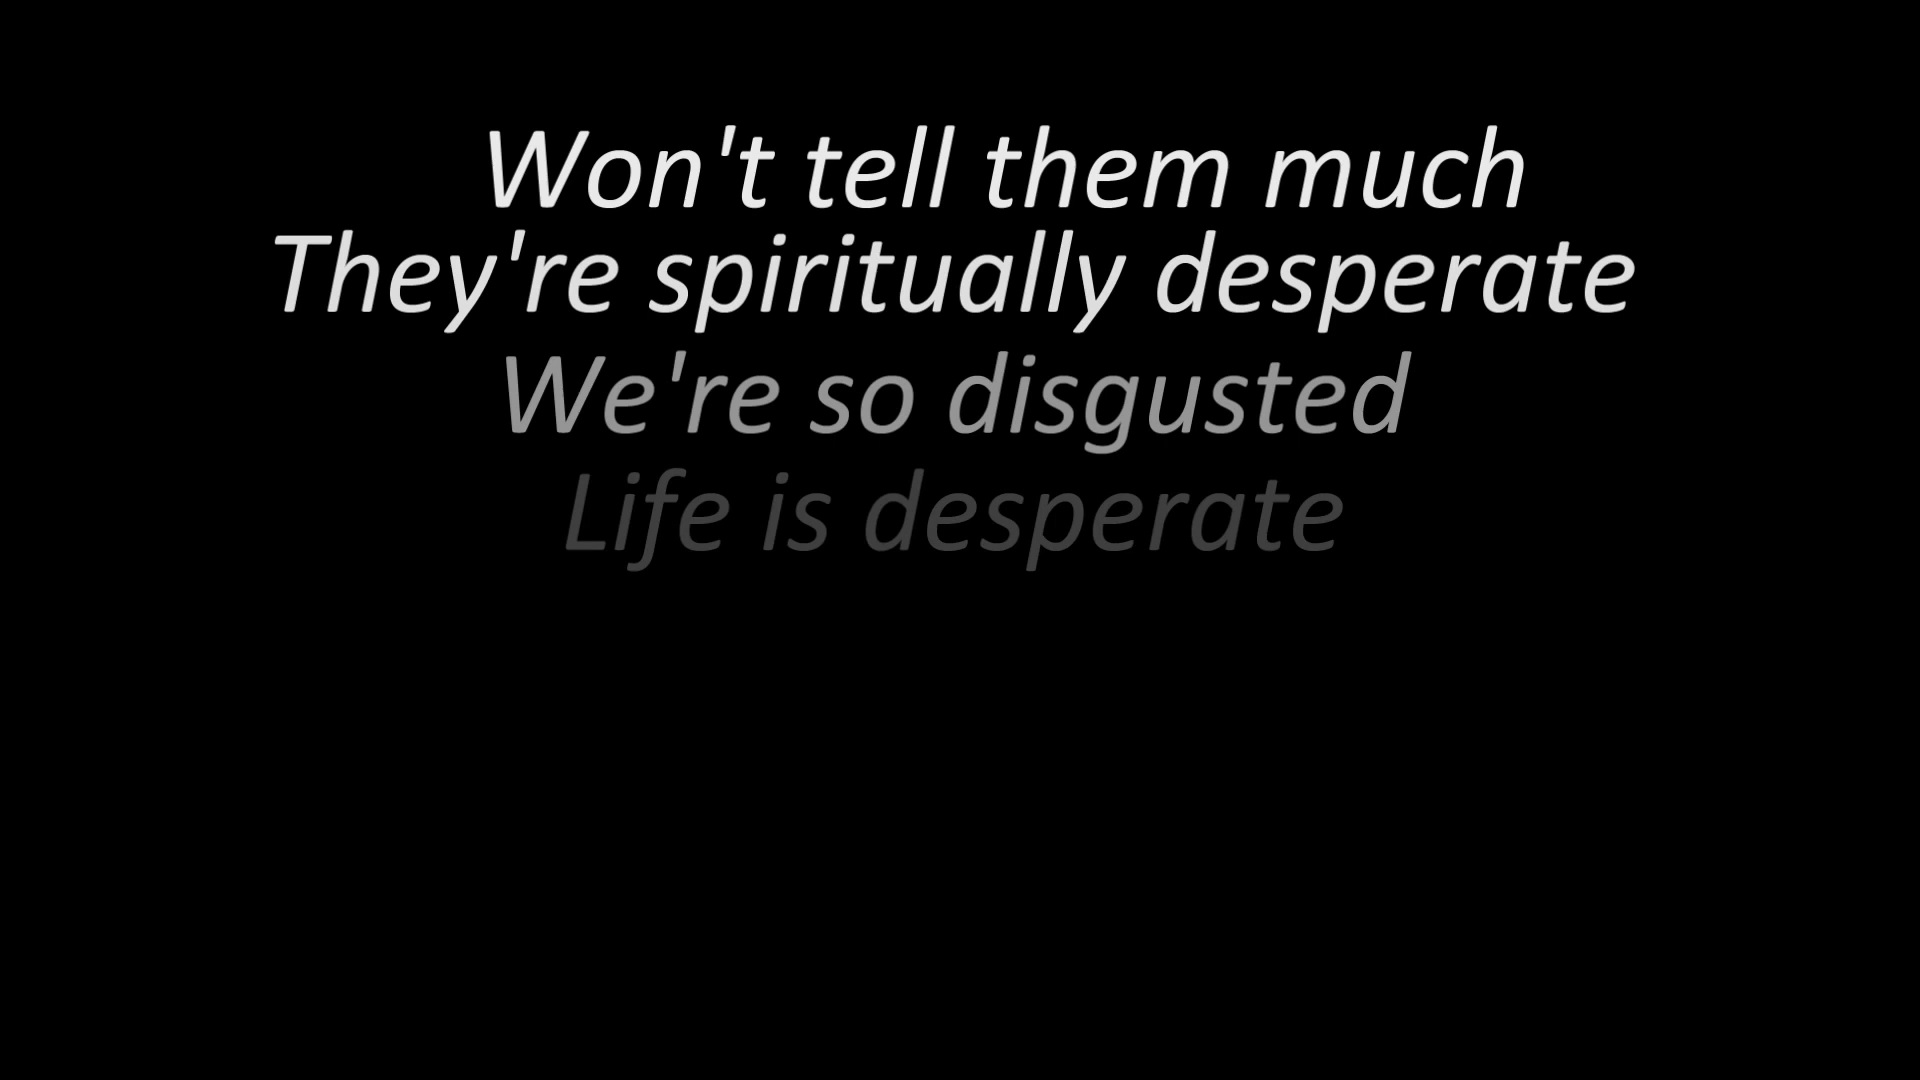 Won't tell them much
They're spiritually desperate
We're so disgusted
Life is desperate